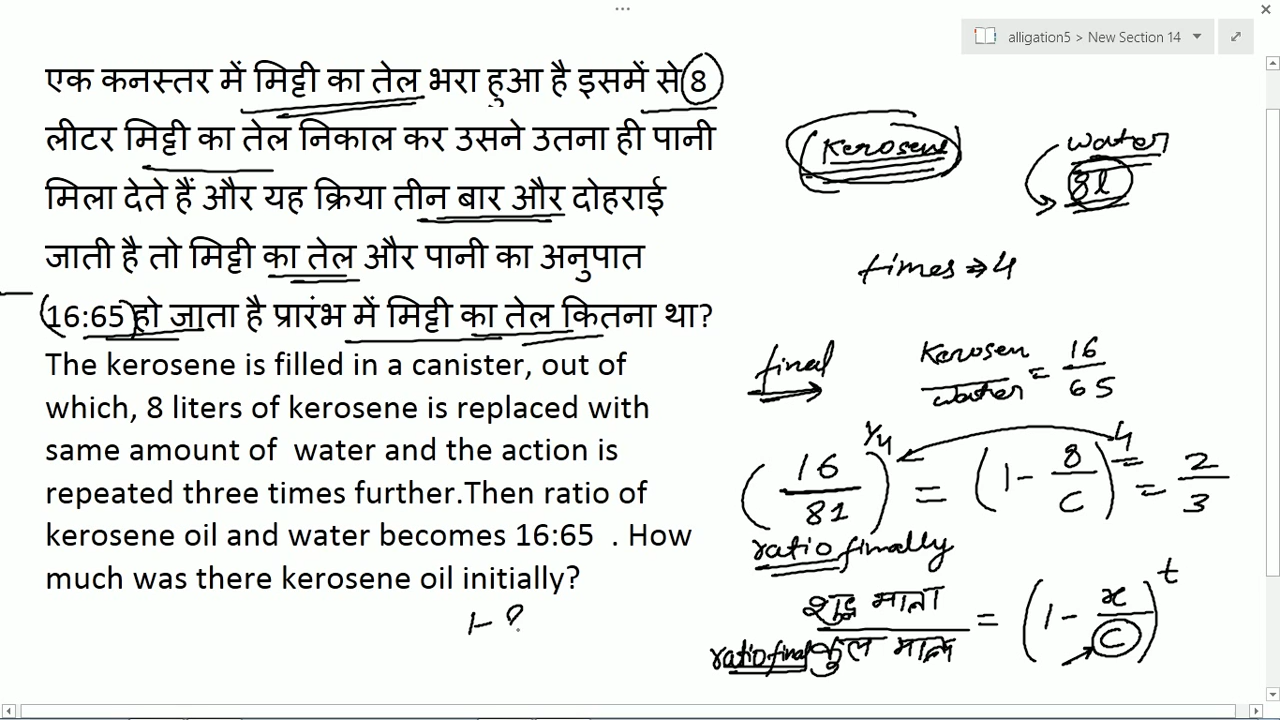 alligation5 > New Section 14
एक कनस्तर में मिट्टी का तेल भरा हुआ है इसमें से 8
लीटर मिट्टी का तेल निकाल कर उसने उतना ही पानी
मिला देते हैं और यह क्रिया तीन बार और दोहराई
जाती है तो मिट्टी का तेल और पानी का अनुपात
16:65 हो जाता है प्रारंभ में मिट्टी का तेल कितना था?
The kerosene is filled in a canister, out of
which, 8 liters of kerosene is replaced with
same amount of water and the action is
repeated three times further.Then ratio of
kerosene oil and water becomes 16:65 . How
much was there kerosene oil initially?
1- 8
(Kerosene)
water
8l
times ⇒ 4
final
Kerosen/water = 16/65
(16/81)^1/4 = (1 - 8/C)^4 = 2/3
ratio finally
शुद्ध मात्रा/कुल मात्रा = (1 - x/C)^t
ratio final